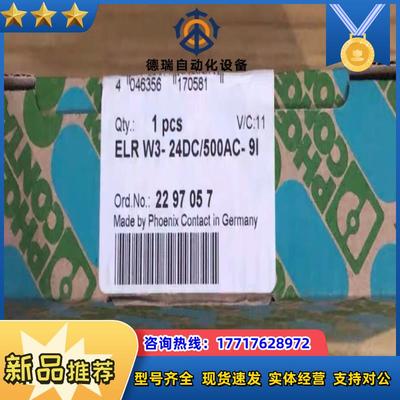 德瑞自动化设备
4 046356 170581
Qty.: 1 pcs V/C:11
ELR W3- 24DC/500AC- 9I
Ord.No.: 22 97 05 7
Made by Phoenix Contact in Germany
PHO
CONT
咨询热线：17717628972
新品推荐
型号齐全 现货速发 实体经营 支持对公